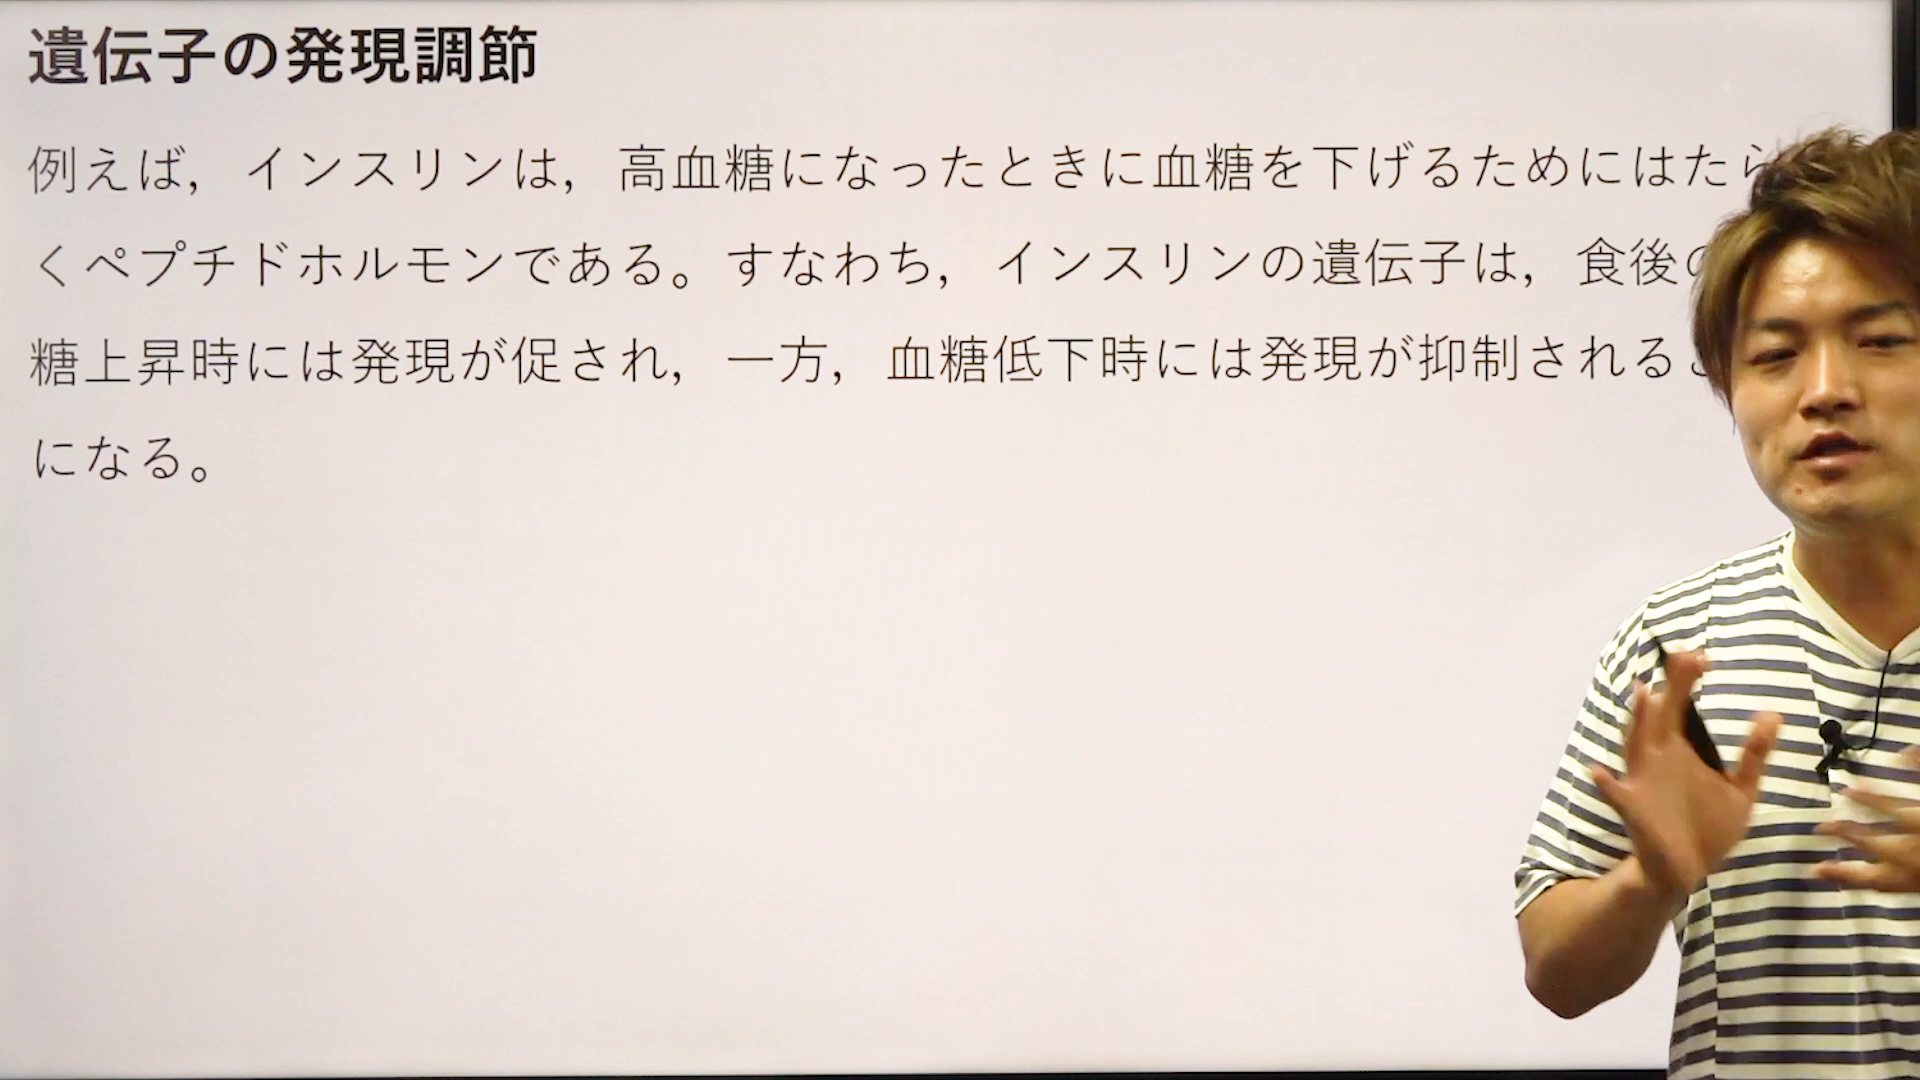 遺伝子の発現調節
例えば，インスリンは，高血糖になったときに血糖を下げるためにはたら
くペプチドホルモンである。すなわち，インスリンの遺伝子は，食後の
糖上昇時には発現が促され，一方，血糖低下時には発現が抑制されるこ
になる。